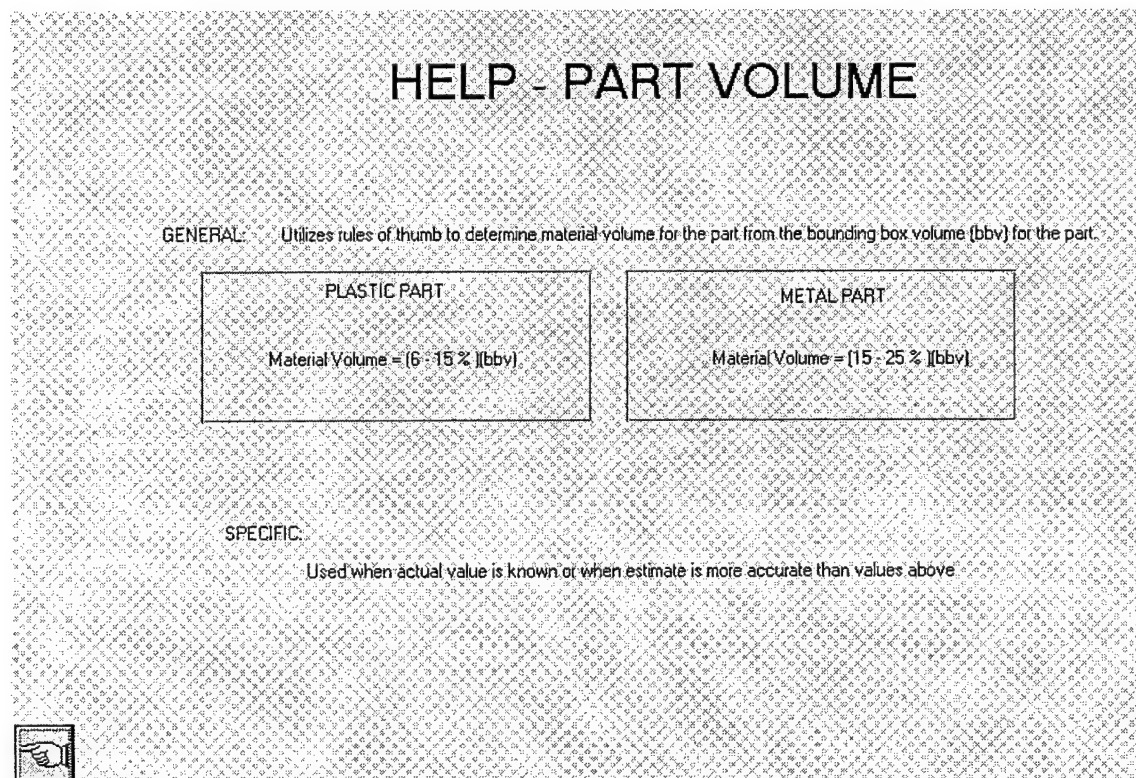 HELP - PART VOLUME
GENERAL: Utilizes rules of thumb to determine material volume for the part from the bounding box volume (bbv) for the part.
PLASTIC PART
Material Volume = (6 - 15 % )(bbv)
METAL PART
Material Volume = (15 - 25 % )(bbv)
SPECIFIC:
Used when actual value is known or when estimate is more accurate than values above